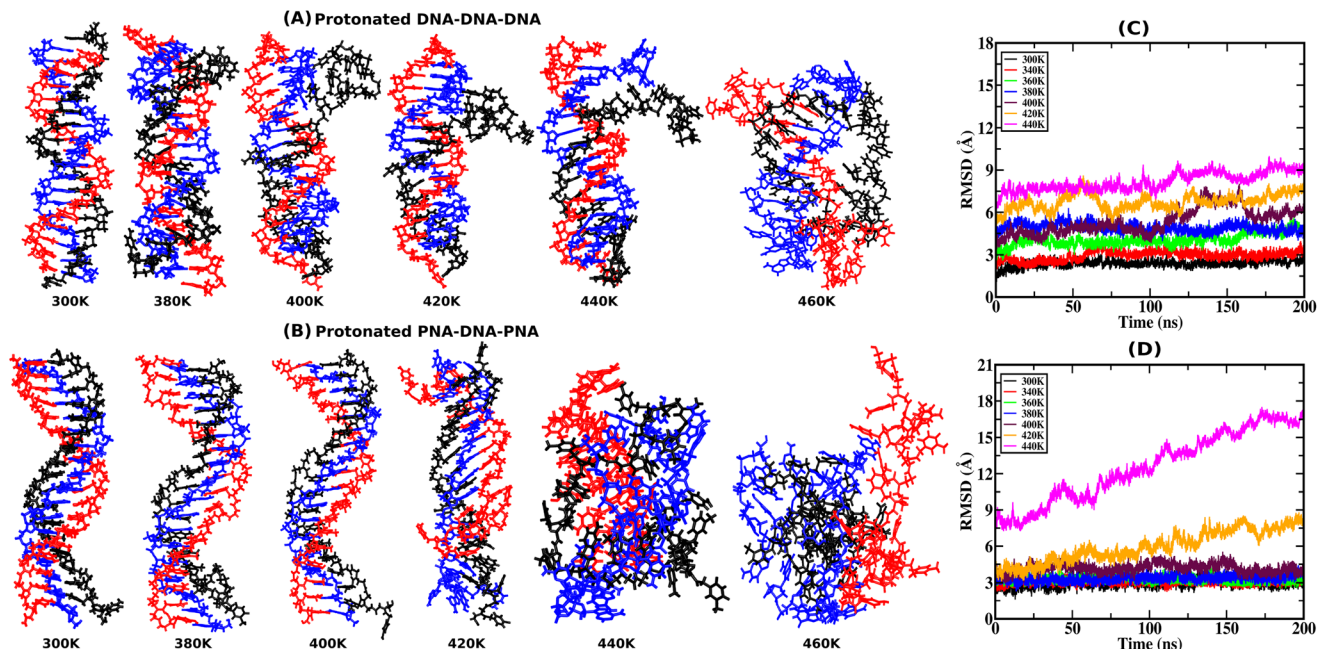 (A) Protonated DNA-DNA-DNA
300K
380K
400K
420K
440K
460K
(B) Protonated PNA-DNA-PNA
300K
380K
400K
420K
440K
460K
(C)
RMSD (Å)
18
15
12
9
6
3
0
300K
340K
360K
380K
400K
420K
440K
0 50 100 150 200
Time (ns)
(D)
RMSD (Å)
21
18
15
12
9
6
3
0
300K
340K
360K
380K
400K
420K
440K
0 50 100 150 200
Time (ns)